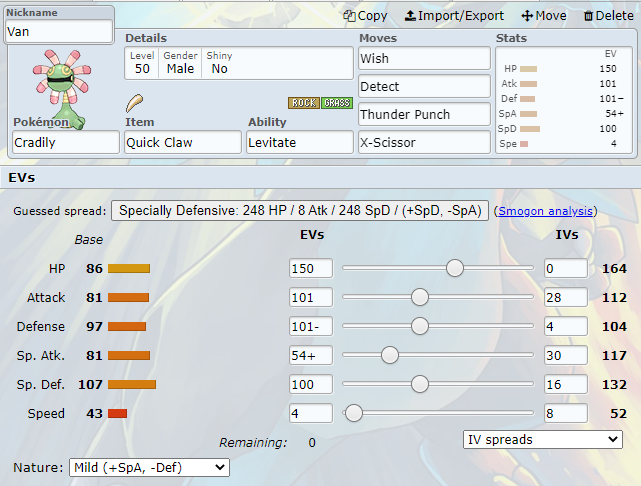 Nickname
Van
Copy Import/Export Move Delete
Details
Level Gender Shiny
50 Male No
ROCK GRASS
Pokémon Item Ability
Cradily Quick Claw Levitate
Moves
Wish
Detect
Thunder Punch
X-Scissor
Stats
EV
HP 150
Atk 101
Def 101−
SpA 54+
SpD 100
Spe 4
EVs
Guessed spread: Specially Defensive: 248 HP / 8 Atk / 248 SpD / (+SpD, -SpA) (Smogon analysis)
Base EVs IVs
HP 86 150 0 164
Attack 81 101 28 112
Defense 97 101- 4 104
Sp. Atk. 81 54+ 30 117
Sp. Def. 107 100 16 132
Speed 43 4 8 52
Remaining: 0 IV spreads
Nature: Mild (+SpA, -Def)